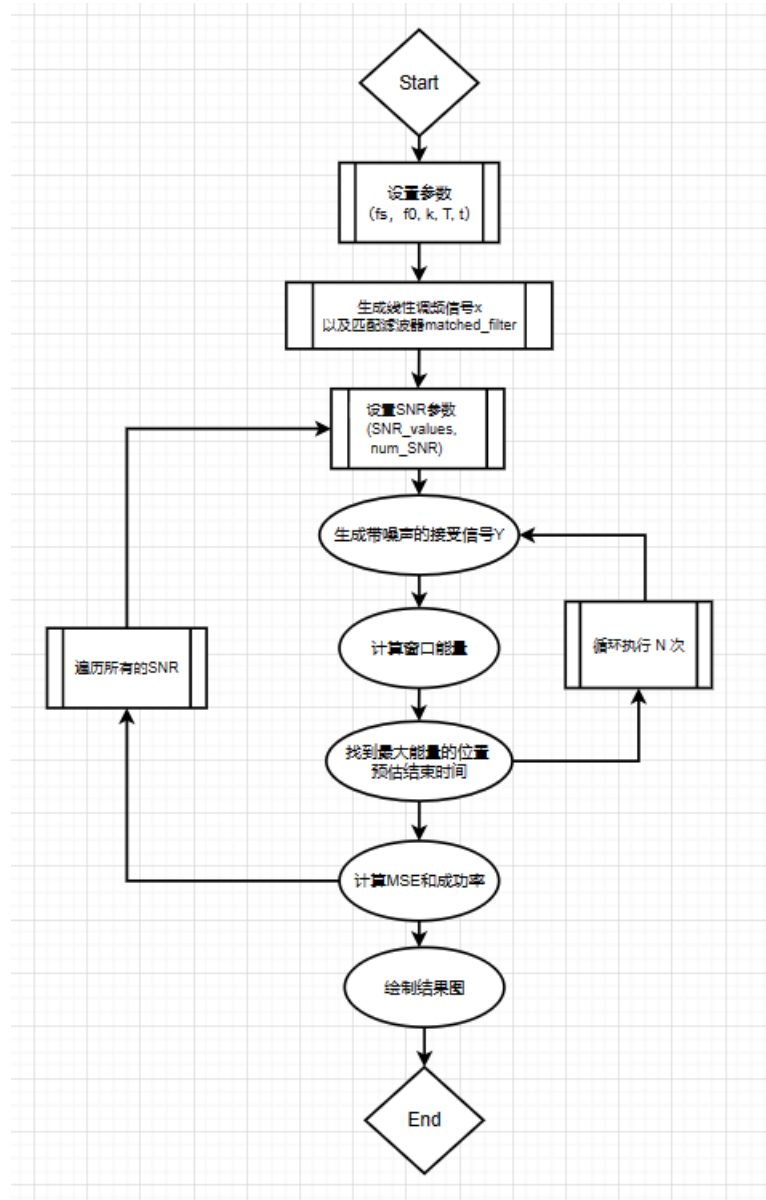 Start
设置参数
（fs，f0, k, T, t）
生成线性调频信号x
以及匹配滤波器matched_filter
设置SNR参数
(SNR_values,
num_SNR)
生成带噪声的接受信号Y
循环执行 N 次
计算窗口能量
遍历所有的SNR
找到最大能量的位置
预估结束时间
计算MSE和成功率
绘制结果图
End